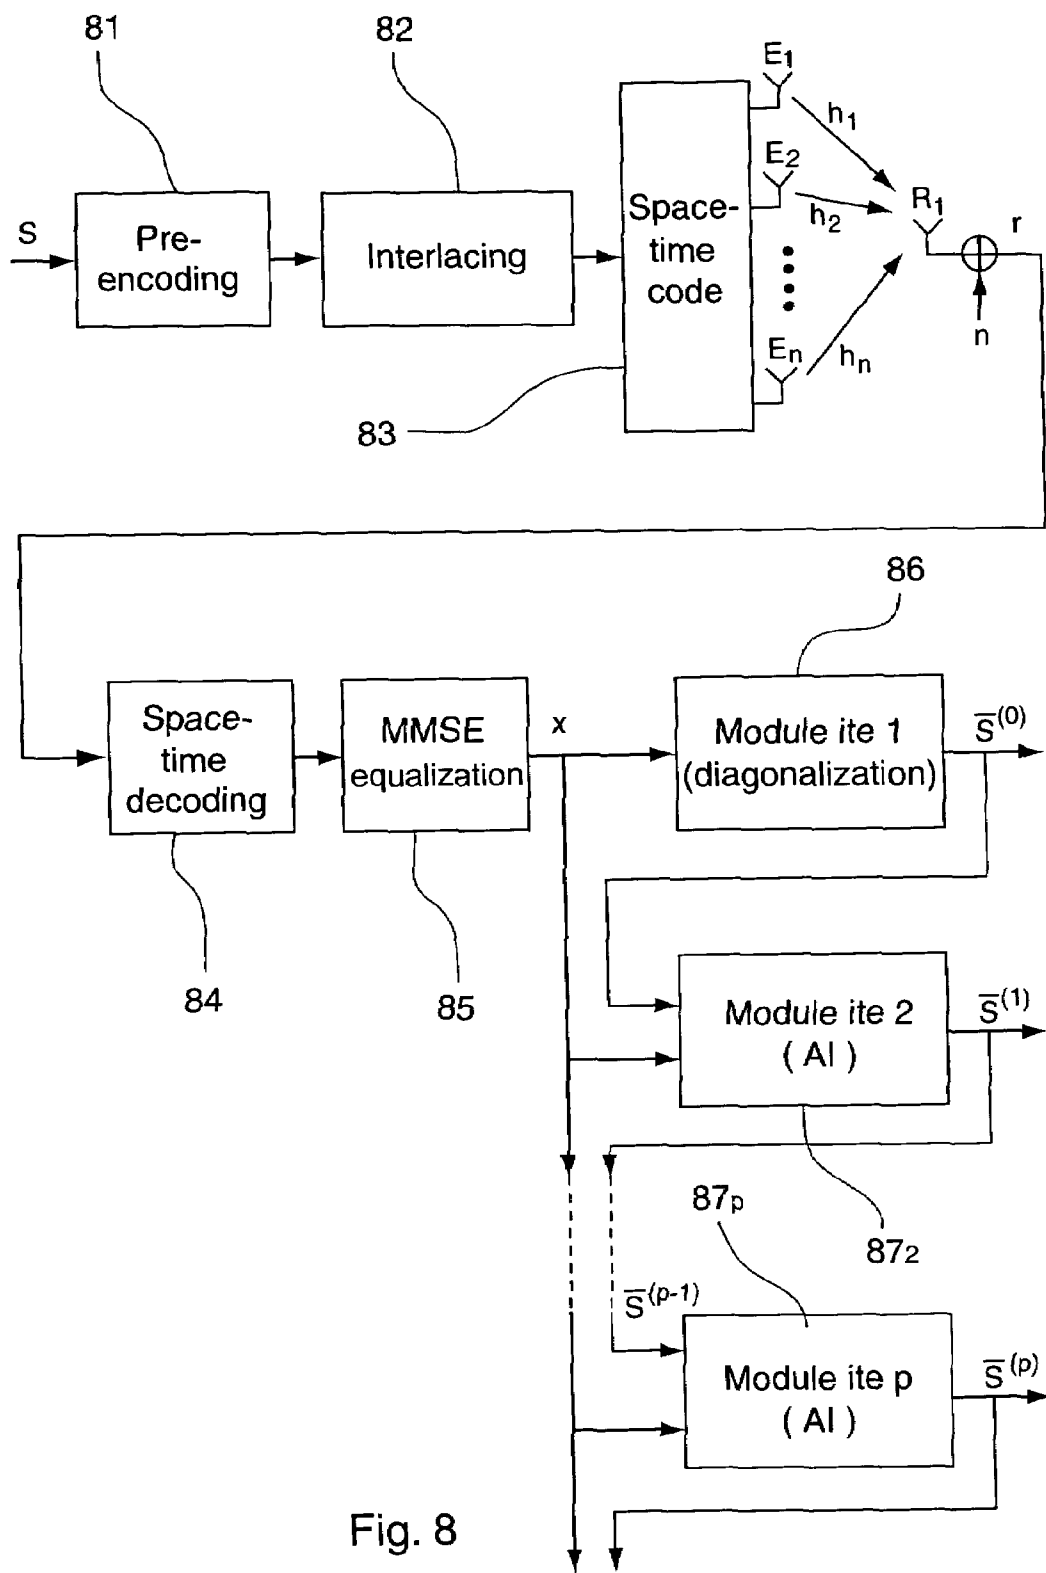 81
82
S
Pre-
encoding
Interlacing
Space-
time
code
83
E1
E2
En
h1
h2
hn
R1
r
n
86
Space-
time
decoding
84
MMSE
equalization
85
x
Module ite 1
(diagonalization)
S̅(0)
Module ite 2
( AI )
S̅(1)
872
87p
S̅(p-1)
Module ite p
( AI )
S̅(p)
Fig. 8